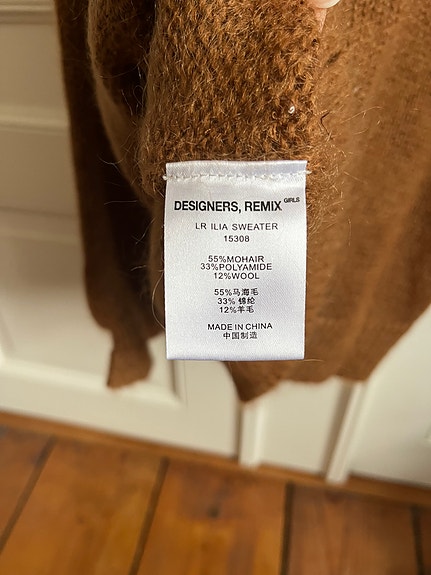 DESIGNERS, REMIX GIRLS
LR ILIA SWEATER
15308
55%MOHAIR
33%POLYAMIDE
12%WOOL
55%马海毛
33% 锦纶
12%羊毛
MADE IN CHINA
中国制造